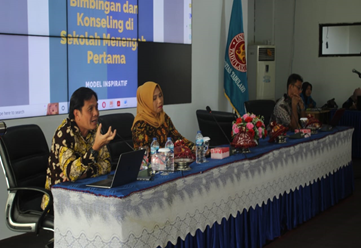 Bimbingan dan
Konseling di
Sekolah Menengah
Pertama
MODEL INSPIRATIF